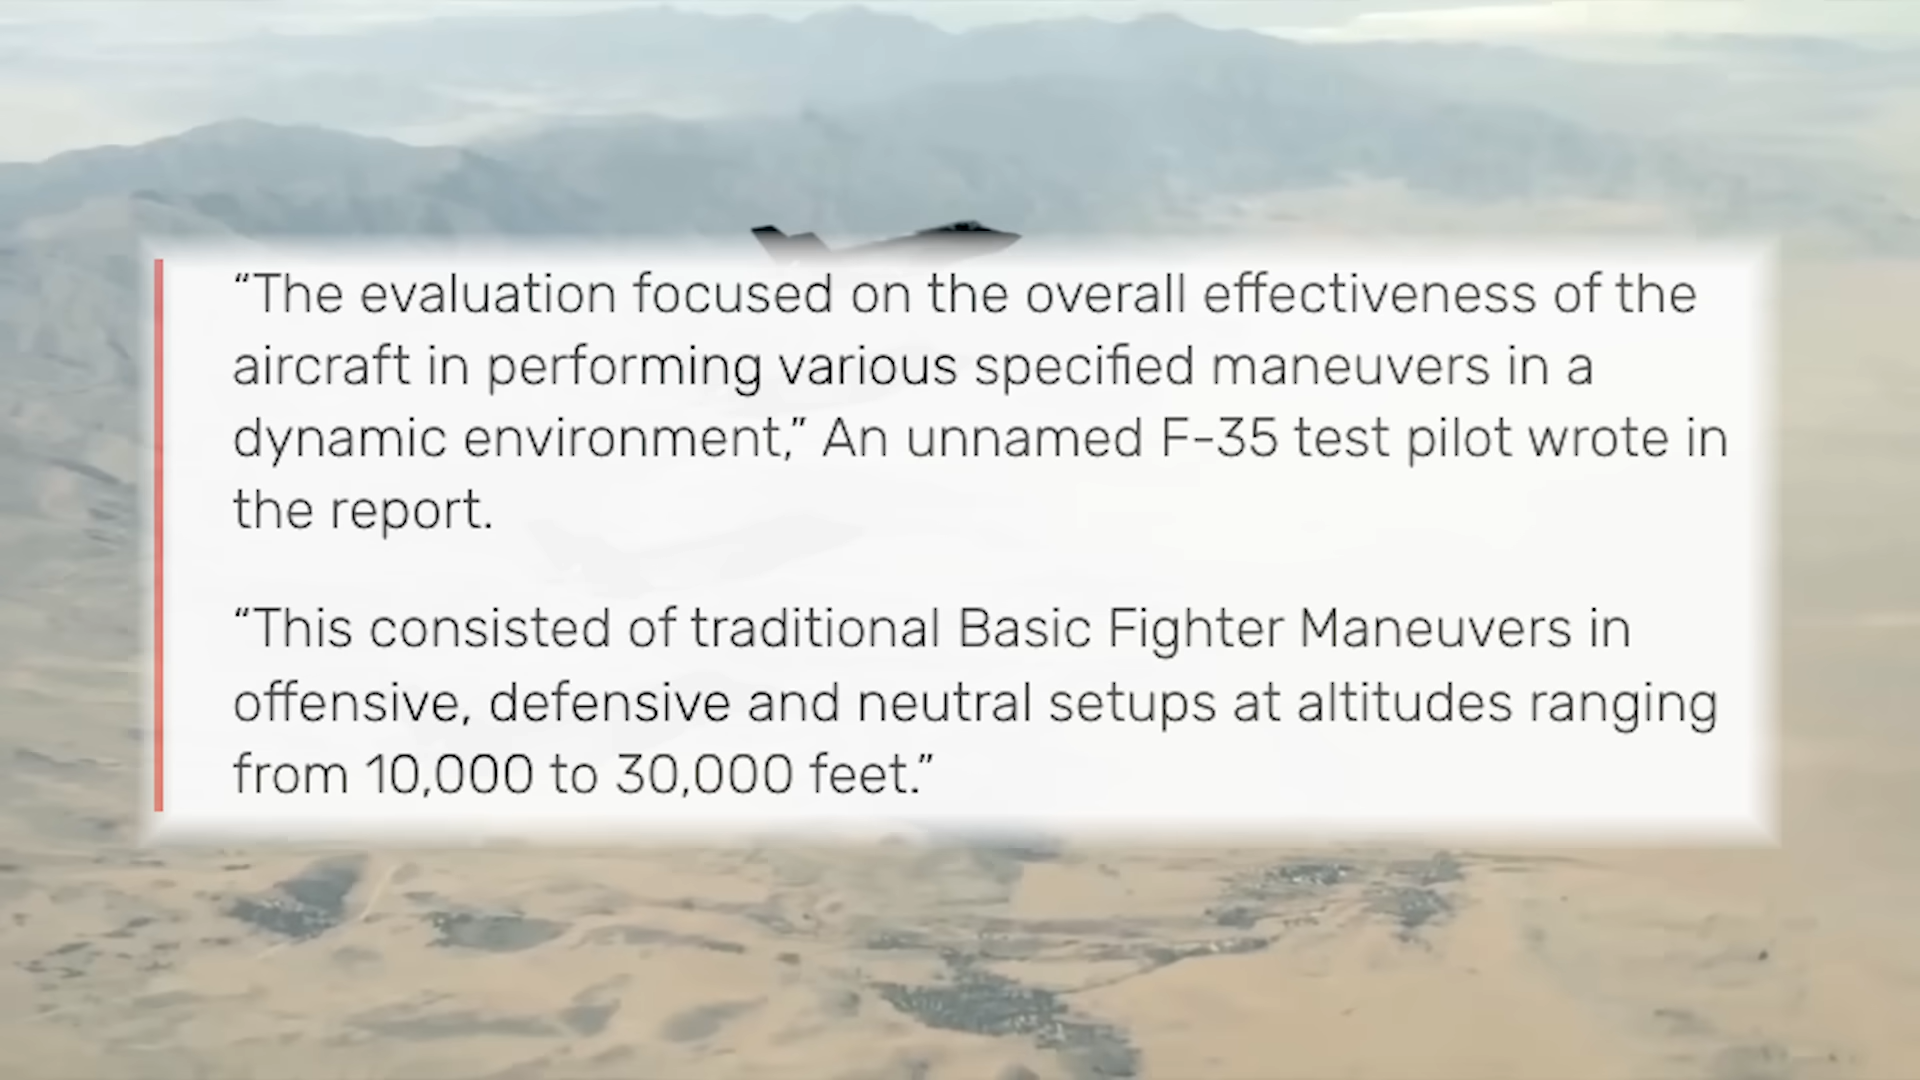 “The evaluation focused on the overall effectiveness of the
aircraft in performing various specified maneuvers in a
dynamic environment,” An unnamed F-35 test pilot wrote in
the report.
“This consisted of traditional Basic Fighter Maneuvers in
offensive, defensive and neutral setups at altitudes ranging
from 10,000 to 30,000 feet.”